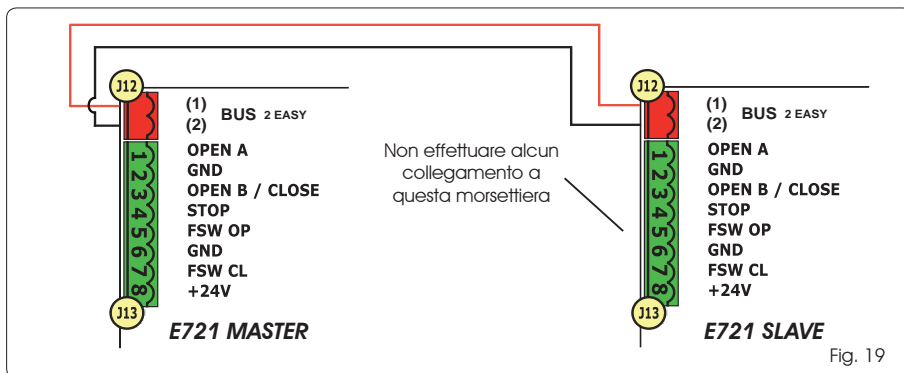 J12
(1)
(2)
BUS 2 EASY
1 OPEN A
2 GND
3 OPEN B / CLOSE
4 STOP
5 FSW OP
6 GND
7 FSW CL
8 +24V
J13
E721 MASTER
Non effettuare alcun
collegamento a
questa morsettiera
J12
(1)
(2)
BUS 2 EASY
1 OPEN A
2 GND
3 OPEN B / CLOSE
4 STOP
5 FSW OP
6 GND
7 FSW CL
8 +24V
J13
E721 SLAVE
Fig. 19